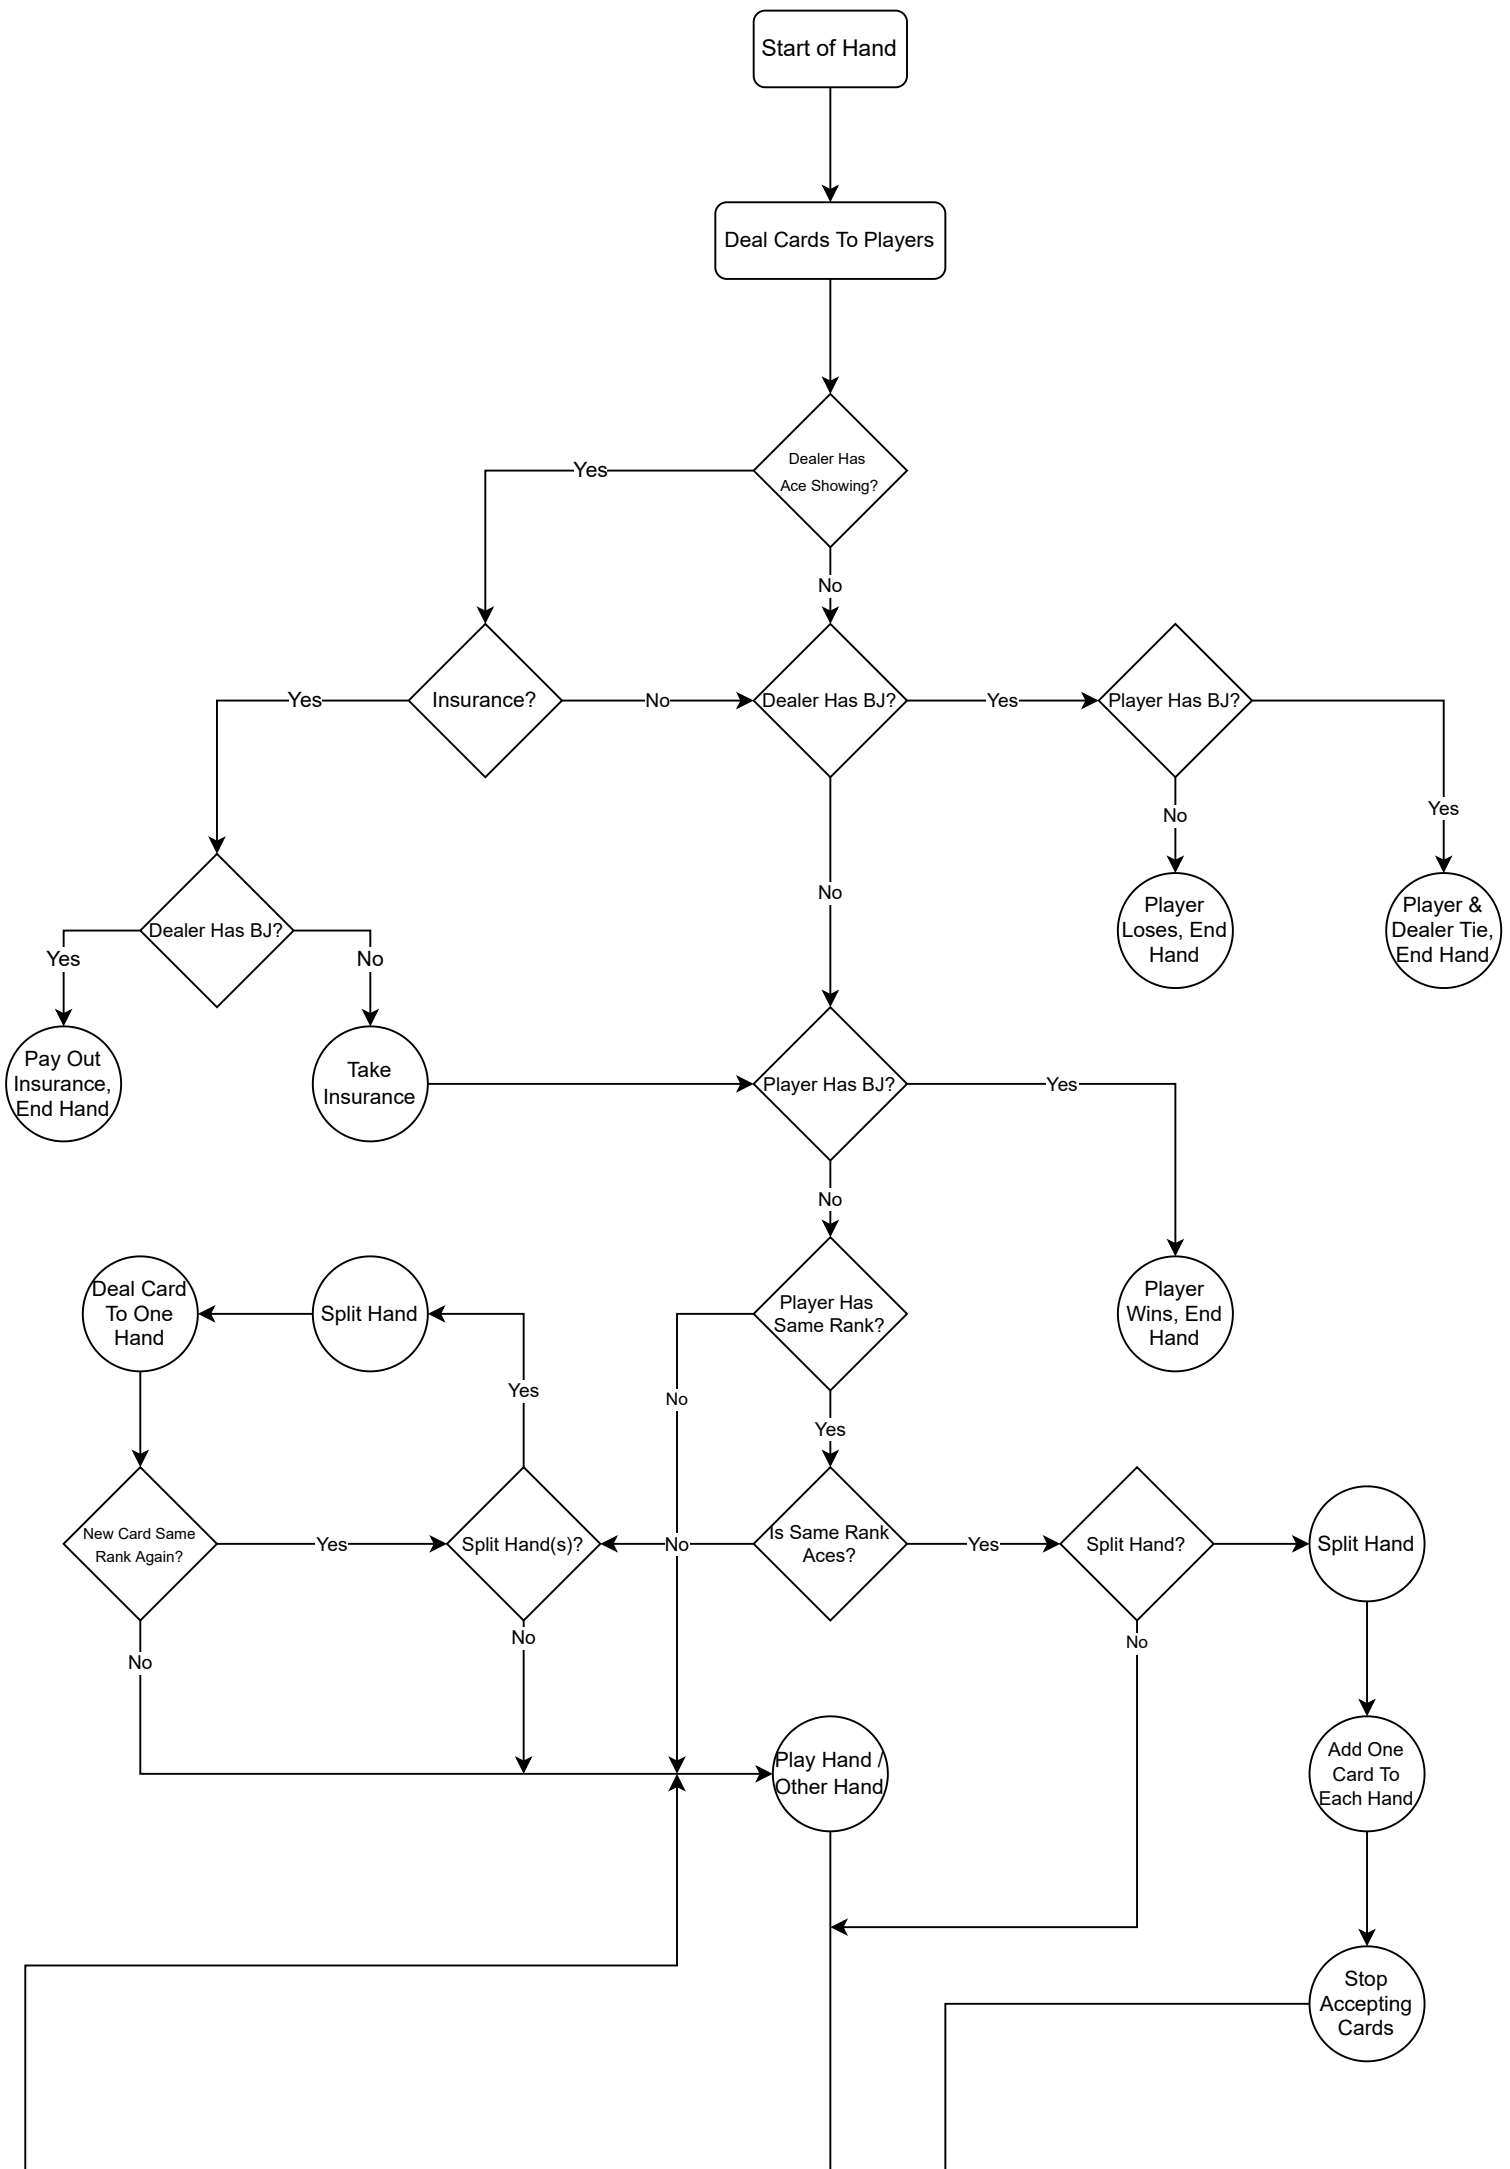 Start of Hand
Deal Cards To Players
Dealer Has
Ace Showing?
Yes
No
Insurance?
Yes
No
Dealer Has BJ?
Yes
Player Has BJ?
No
Yes
No
Player
Loses, End
Hand
Player &
Dealer Tie,
End Hand
Dealer Has BJ?
Yes
No
Pay Out
Insurance,
End Hand
Take
Insurance
Player Has BJ?
Yes
No
Deal Card
To One
Hand
Split Hand
Player Has
Same Rank?
Player
Wins, End
Hand
Yes
No
Yes
New Card Same
Rank Again?
Yes
Split Hand(s)?
No
Is Same Rank
Aces?
Yes
Split Hand?
Split Hand
No
No
No
Play Hand /
Other Hand
Add One
Card To
Each Hand
Stop
Accepting
Cards